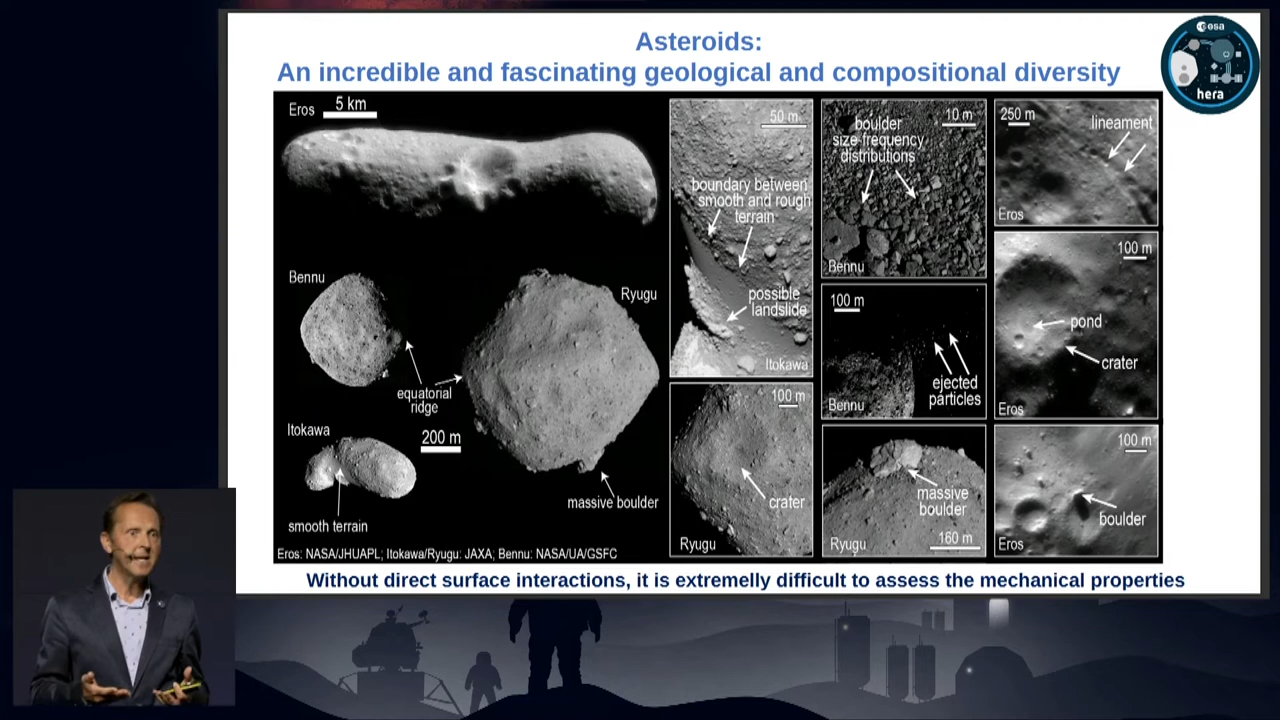 Asteroids:
An incredible and fascinating geological and compositional diversity
esa
hera
Eros
5 km
Bennu
Ryugu
equatorial
ridge
Itokawa
200 m
smooth terrain
massive boulder
Eros: NASA/JHUAPL; Itokawa/Ryugu: JAXA; Bennu: NASA/UA/GSFC
50 m
boundary between
smooth and rough
terrain
possible
landslide
Itokawa
100 m
crater
Ryugu
boulder
size-frequency
distributions
10 m
Bennu
100 m
ejected
particles
Bennu
massive
boulder
Ryugu
160 m
250 m
lineament
Eros
100 m
pond
crater
Eros
100 m
boulder
Eros
Without direct surface interactions, it is extremelly difficult to assess the mechanical properties